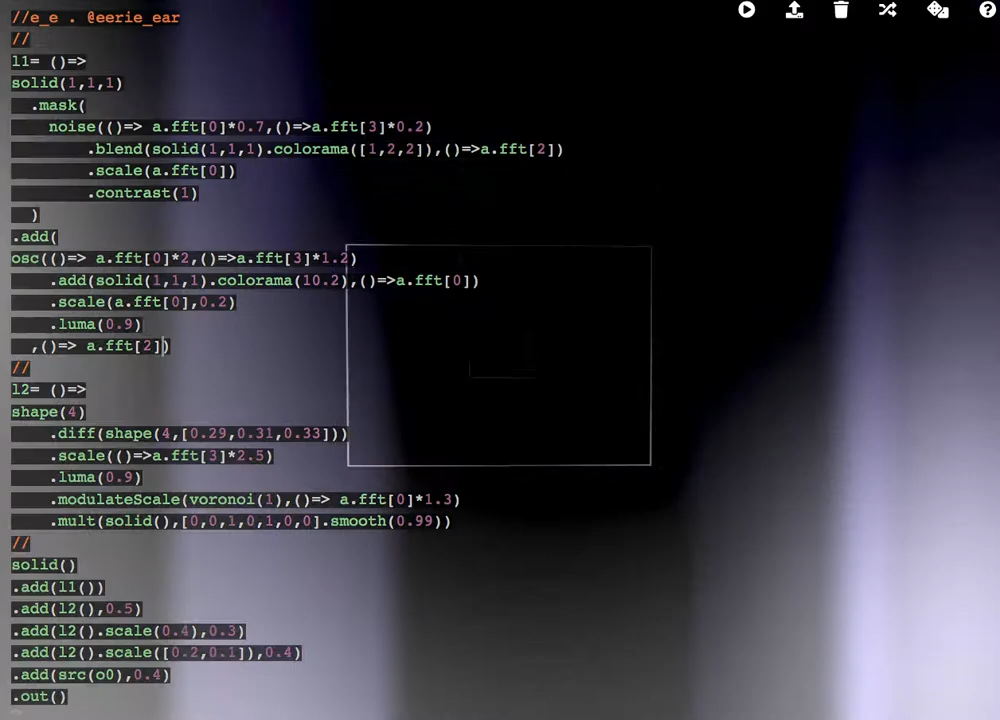 //e_e . @eerie_ear
//
l1= ()=>
solid(1,1,1)
.mask(
noise(()=> a.fft[0]*0.7,()=>a.fft[3]*0.2)
.blend(solid(1,1,1).colorama([1,2,2]),()=>a.fft[2])
.scale(a.fft[0])
.contrast(1)
)
.add(
osc(()=> a.fft[0]*2,()=>a.fft[3]*1.2)
.add(solid(1,1,1).colorama(10.2),()=>a.fft[0])
.scale(a.fft[0],0.2)
.luma(0.9)
,()=> a.fft[2])
//
l2= ()=>
shape(4)
.diff(shape(4,[0.29,0.31,0.33]))
.scale(()=>a.fft[3]*2.5)
.luma(0.9)
.modulateScale(voronoi(1),()=> a.fft[0]*1.3)
.mult(solid(),[0,0,1,0,1,0,0].smooth(0.99))
//
solid()
.add(l1())
.add(l2(),0.5)
.add(l2().scale(0.4),0.3)
.add(l2().scale([0.2,0.1]),0.4)
.add(src(o0),0.4)
.out()